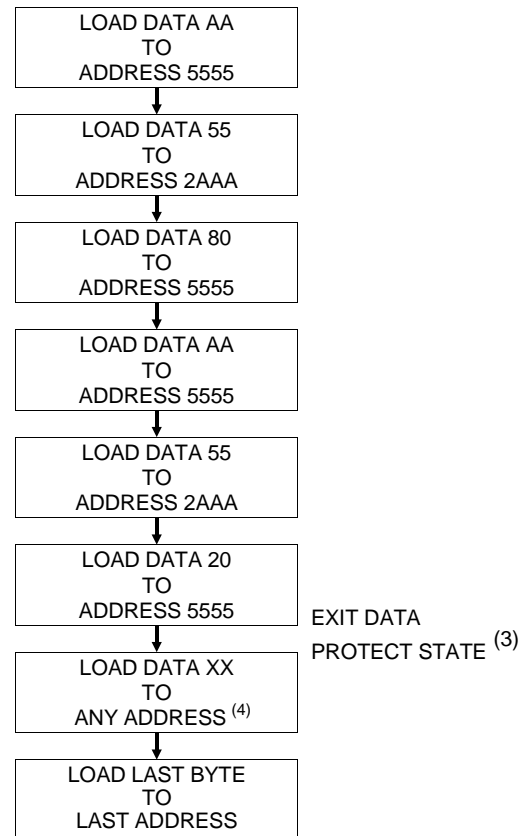 LOAD DATA AA
TO
ADDRESS 5555
LOAD DATA 55
TO
ADDRESS 2AAA
LOAD DATA 80
TO
ADDRESS 5555
LOAD DATA AA
TO
ADDRESS 5555
LOAD DATA 55
TO
ADDRESS 2AAA
LOAD DATA 20
TO
ADDRESS 5555
EXIT DATA
PROTECT STATE (3)
LOAD DATA XX
TO
ANY ADDRESS (4)
LOAD LAST BYTE
TO
LAST ADDRESS